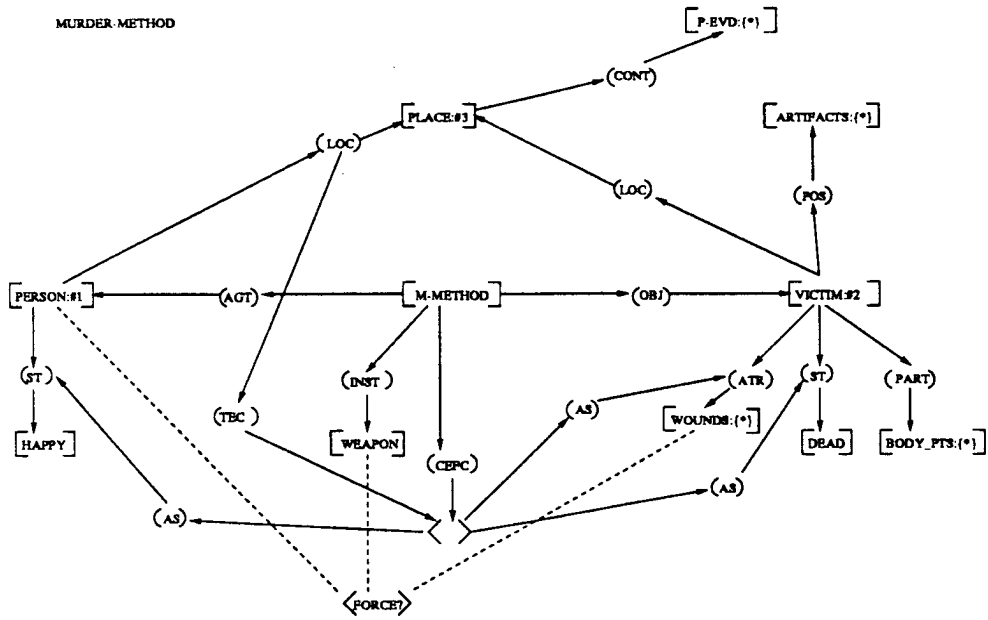 MURDER-METHOD
[P-EVD:{*}]
(CONT)
[PLACE:#3]
[ARTIFACTS:{*}]
(LOC)
(LOC)
(POS)
[PERSON:#1]
(AGT)
[M-METHOD]
(OBJ)
[VICTIM:#2]
(ST)
(INST)
(ATR)
(ST)
(PART)
(TEC)
(AS)
[WOUNDS:{*}]
[HAPPY]
[WEAPON]
[DEAD]
[BODY_PTS:{*}]
(CEPC)
(AS)
(AS)
<FORCE?>